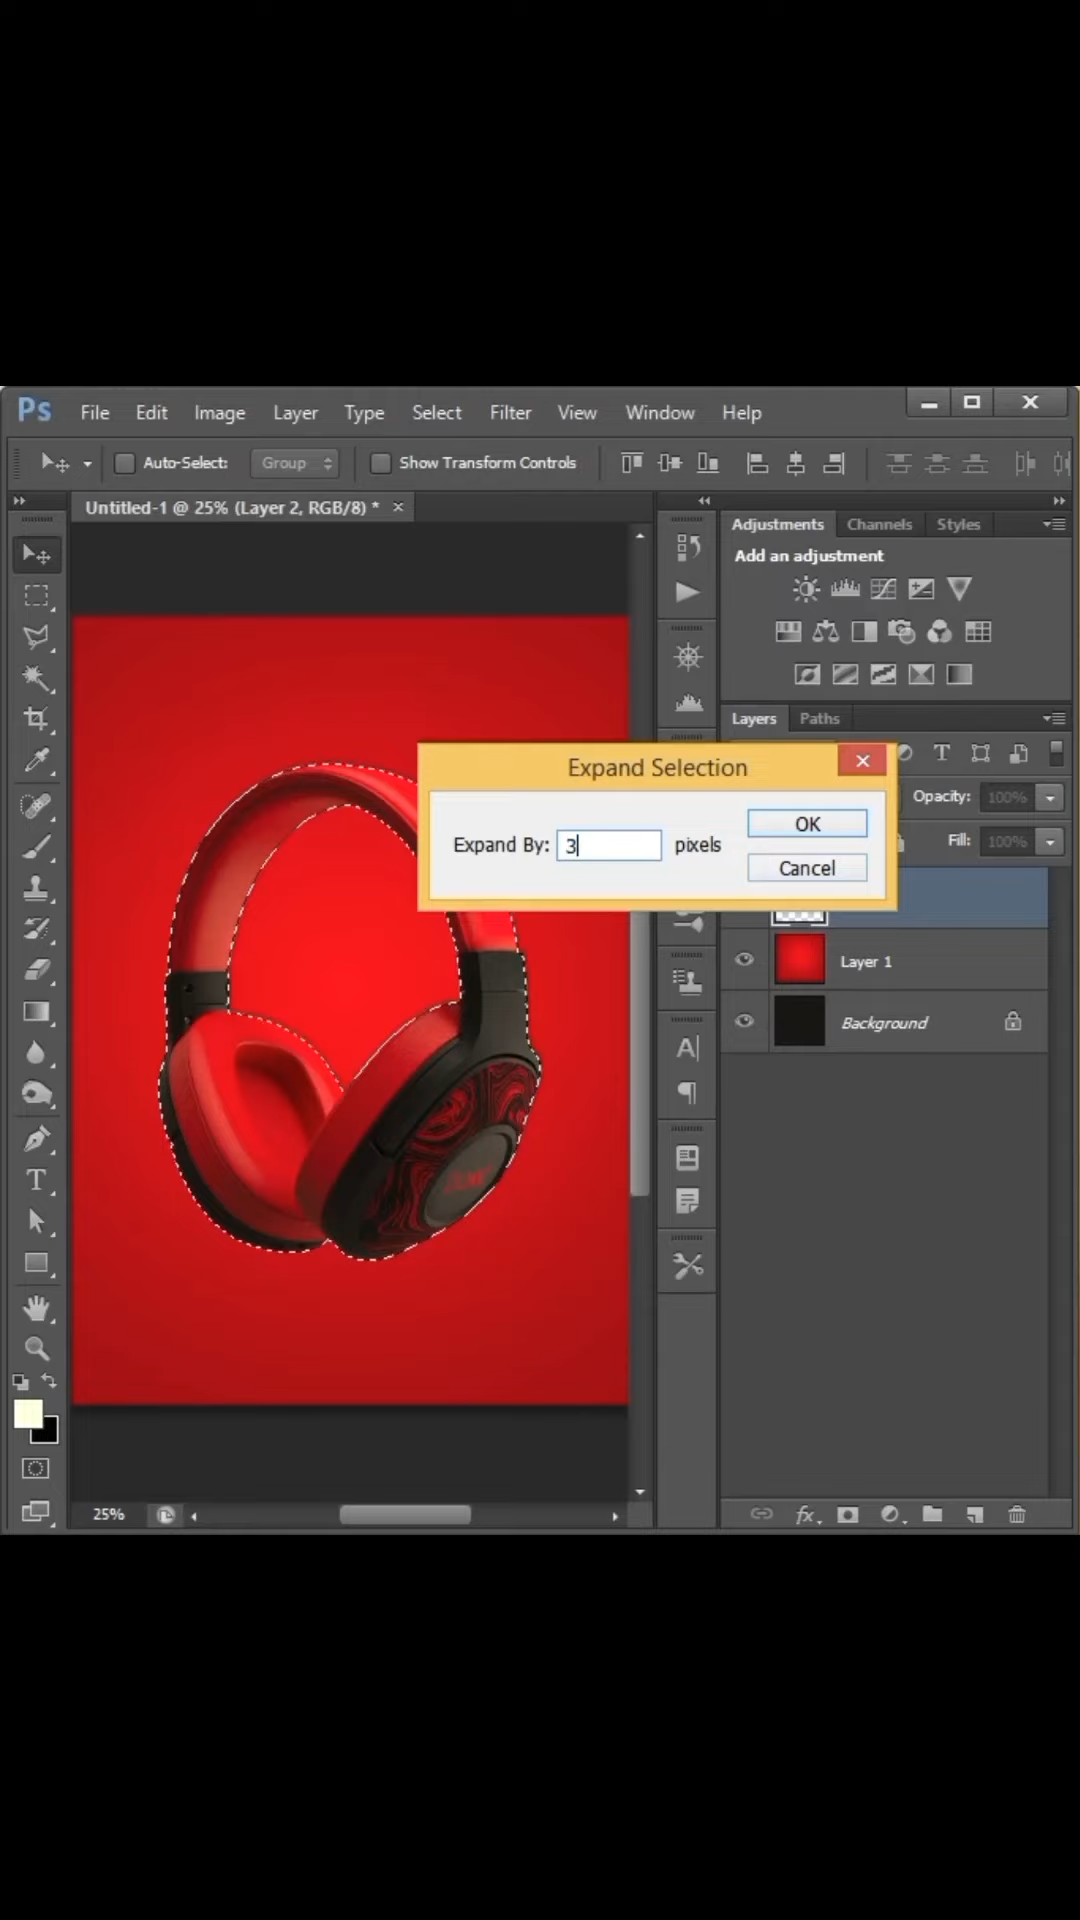 Ps File Edit Image Layer Type Select Filter View Window Help
Auto-Select: Group Show Transform Controls
Untitled-1 @ 25% (Layer 2, RGB/8) * ×
Adjustments Channels Styles
Add an adjustment
Layers Paths
Expand Selection
Opacity: 100%
Expand By: 3 pixels
OK
Cancel
Fill: 100%
Layer 1
Background
25%
fx